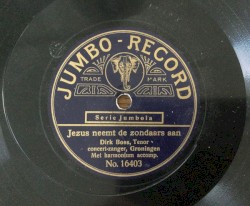 JUMBO-RECORD
TRADE MARK
Serie Jumbola
Jezus neemt de zondaars aan
Dirk Bans, Tenor -
concert-zanger, Groningen
Met harmonium accomp.
No. 16403